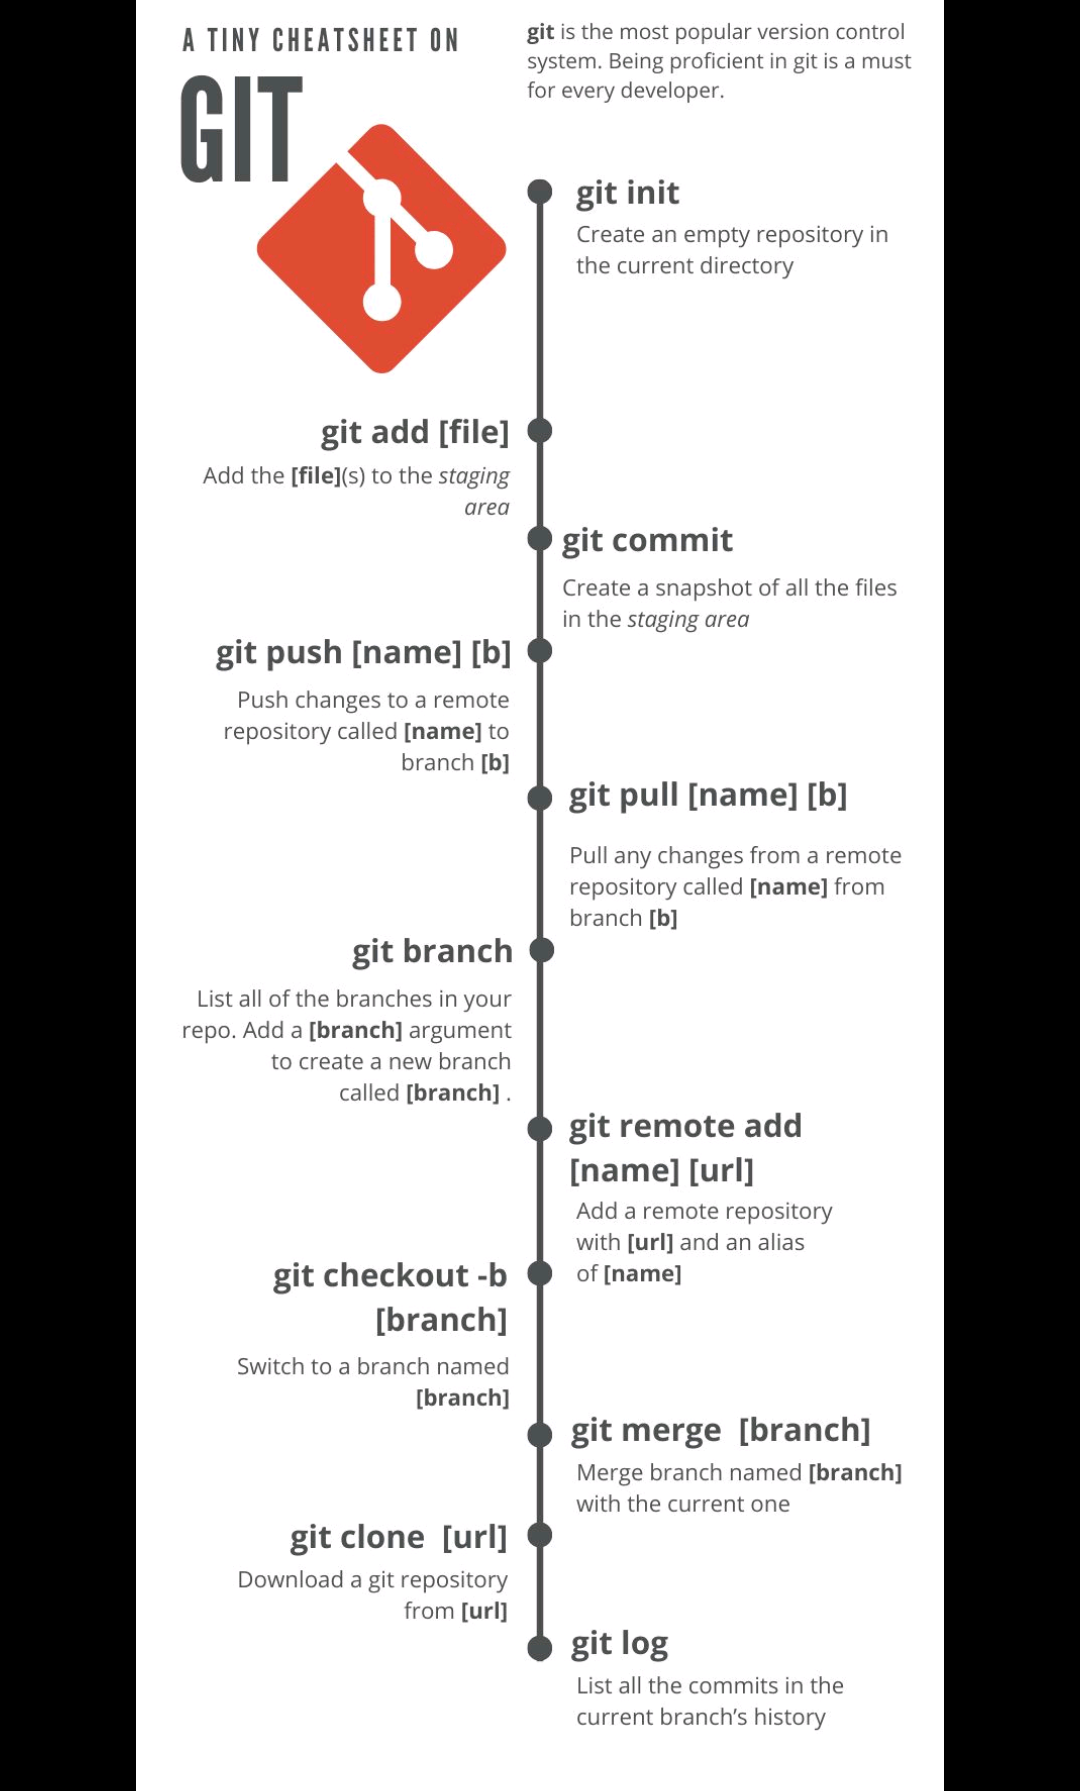 A TINY CHEATSHEET ON
GIT
git is the most popular version control
system. Being proficient in git is a must
for every developer.
git init
Create an empty repository in
the current directory
git add [file]
Add the [file](s) to the staging
area
git commit
Create a snapshot of all the files
in the staging area
git push [name] [b]
Push changes to a remote
repository called [name] to
branch [b]
git pull [name] [b]
Pull any changes from a remote
repository called [name] from
branch [b]
git branch
List all of the branches in your
repo. Add a [branch] argument
to create a new branch
called [branch] .
git remote add
[name] [url]
Add a remote repository
with [url] and an alias
of [name]
git checkout -b
[branch]
Switch to a branch named
[branch]
git merge  [branch]
Merge branch named [branch]
with the current one
git clone  [url]
Download a git repository
from [url]
git log
List all the commits in the
current branch’s history